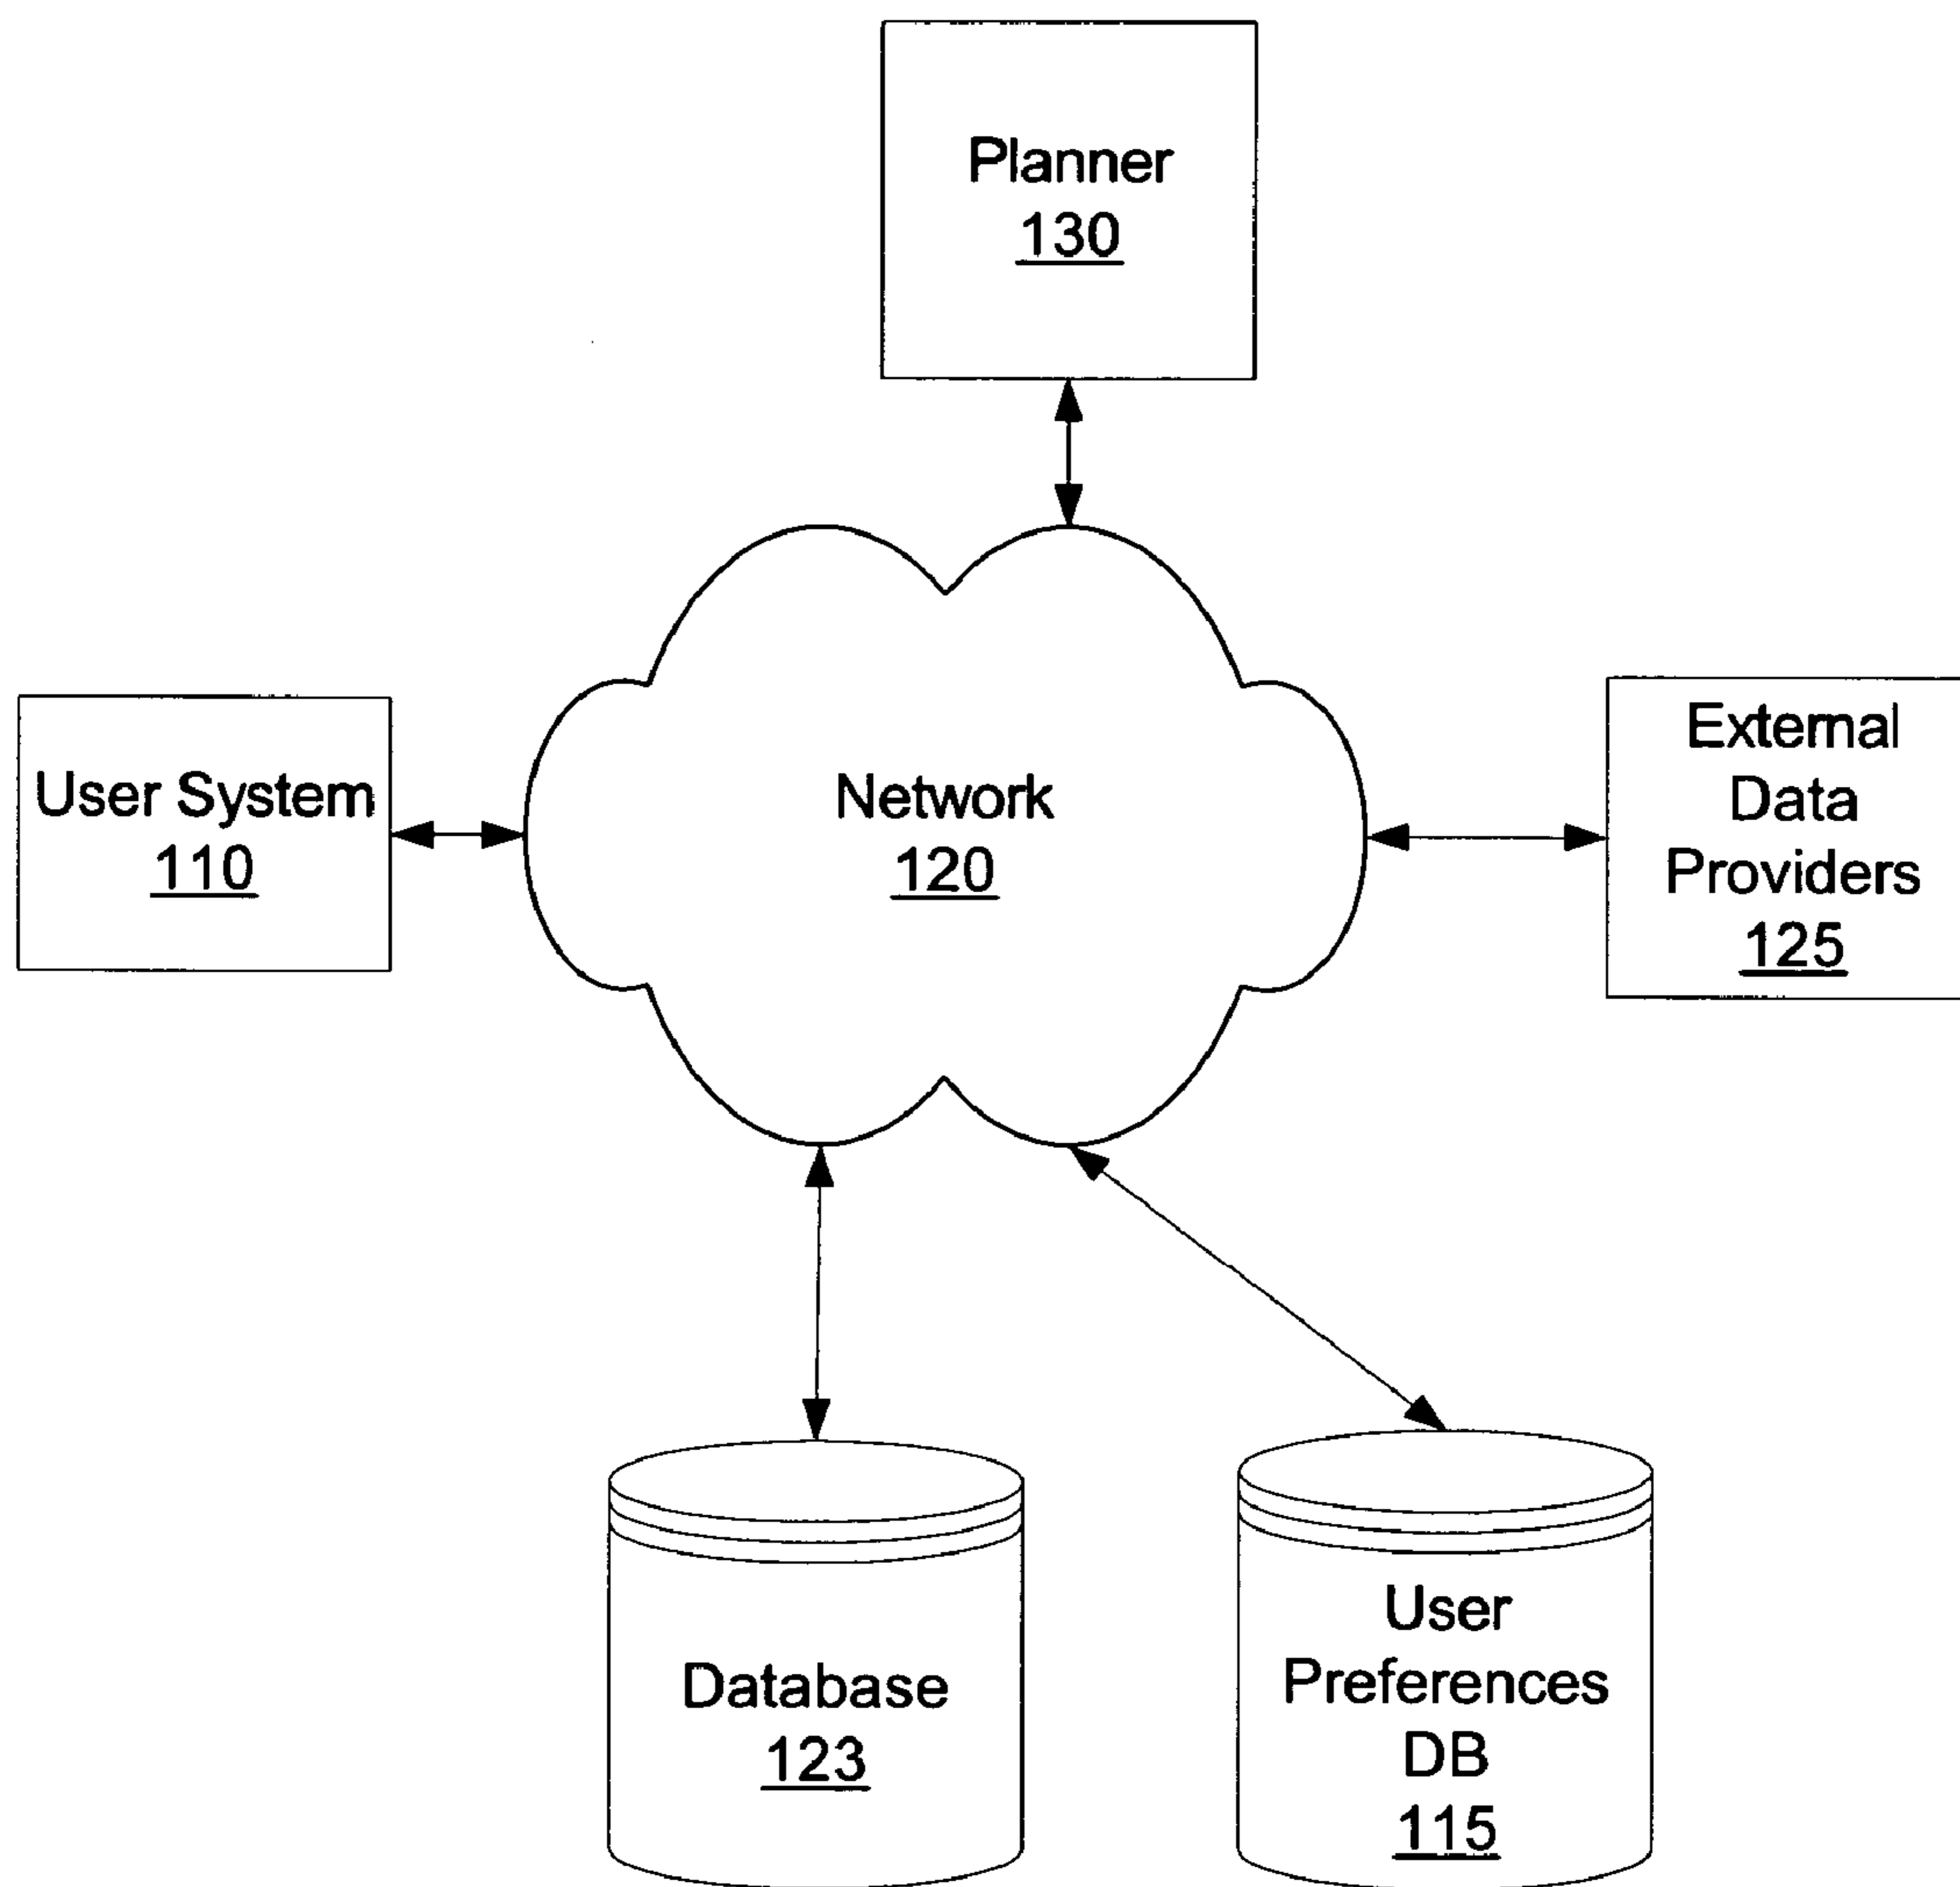 Planner
130
User System
110
Network
120
External
Data
Providers
125
Database
123
User
Preferences
DB
115